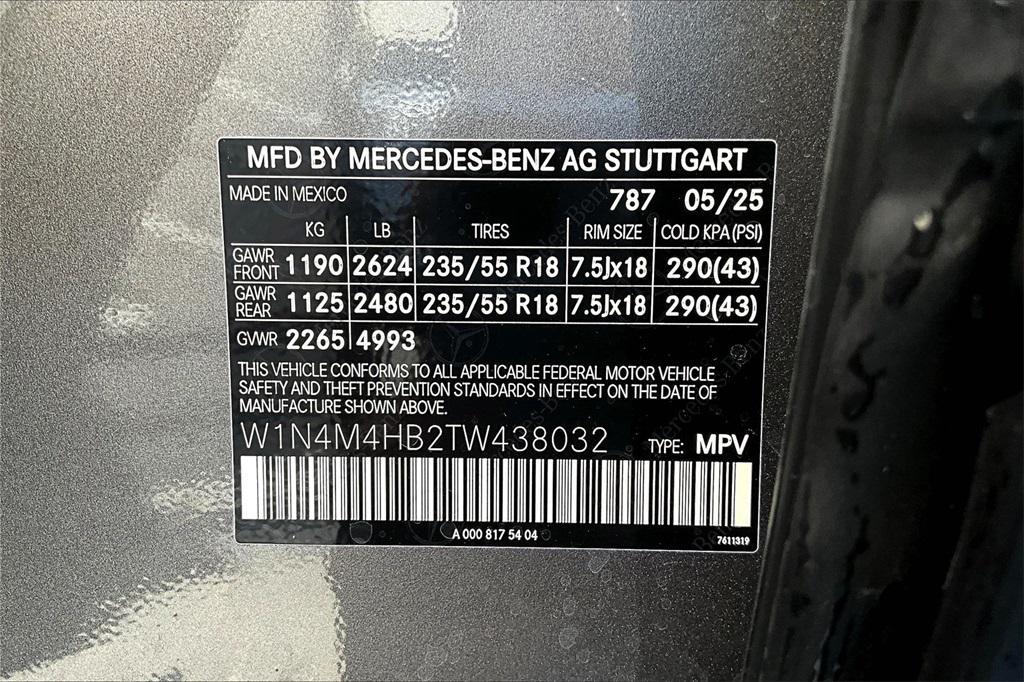 MFD BY MERCEDES-BENZ AG STUTTGART
MADE IN MEXICO 787 05/25
KG LB TIRES RIM SIZE COLD KPA(PSI)
GAWR FRONT 1190 2624 235/55 R18 7.5Jx18 290(43)
GAWR REAR 1125 2480 235/55 R18 7.5Jx18 290(43)
GVWR 2265 4993
THIS VEHICLE CONFORMS TO ALL APPLICABLE FEDERAL MOTOR VEHICLE
SAFETY AND THEFT PREVENTION STANDARDS IN EFFECT ON THE DATE OF
MANUFACTURE SHOWN ABOVE.
W1N4M4HB2TW438032 TYPE: MPV
A 000 817 54 04
7611319